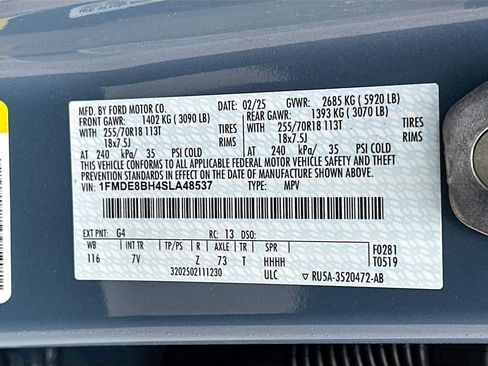 MFD. BY FORD MOTOR CO.
DATE: 02/25 GVWR: 2685 KG ( 5920 LB)
FRONT GAWR: 1402 KG ( 3090 LB) REAR GAWR: 1393 KG ( 3070 LB)
WITH WITH
255/70R18 113T TIRES 255/70R18 113T TIRES
18x7.5J RIMS 18x7.5J RIMS
AT 240 kPa/ 35 PSI COLD AT 240 kPa/ 35 PSI COLD
THIS VEHICLE CONFORMS TO ALL APPLICABLE FEDERAL MOTOR VEHICLE SAFETY, BUMPER, AND THEFT
PREVENTION STANDARDS IN EFFECT ON THE DATE OF MANUFACTURE SHOWN ABOVE.
VIN: 1FMDE8BH4SLA48537 TYPE: MPV
EXT PNT: G4 RC: 13 DSO:
WB INT TR TP/PS R AXLE TR SPR F0281
116 7V Z 73 T HHHH T0519
3202502111230 ULC RU5A-3520472-AB